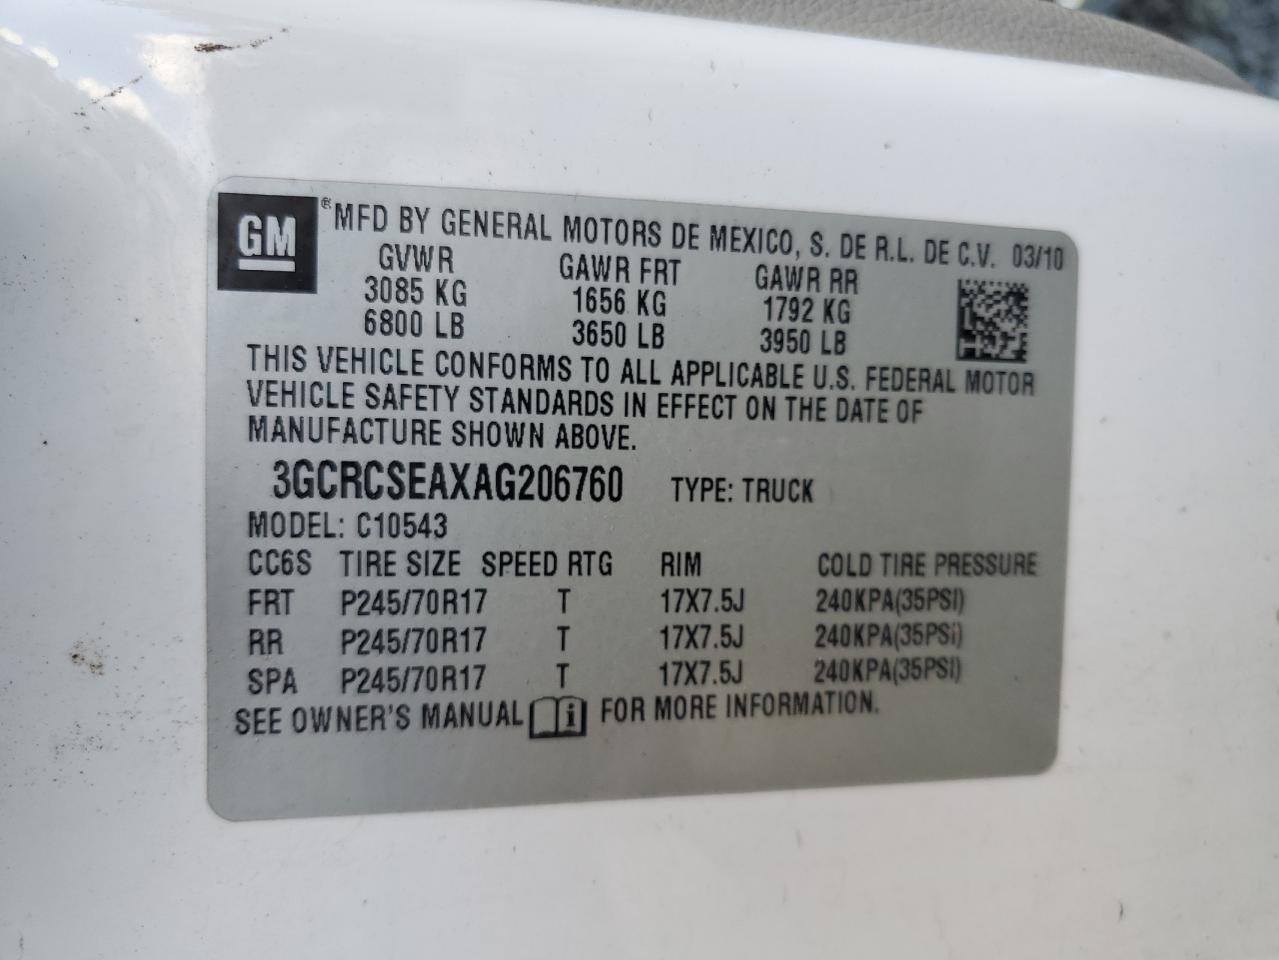 GM ® MFD BY GENERAL MOTORS DE MEXICO, S. DE R.L. DE C.V. 03/10
GVWR GAWR FRT GAWR RR
3085 KG 1656 KG 1792 KG
6800 LB 3650 LB 3950 LB
THIS VEHICLE CONFORMS TO ALL APPLICABLE U.S. FEDERAL MOTOR
VEHICLE SAFETY STANDARDS IN EFFECT ON THE DATE OF
MANUFACTURE SHOWN ABOVE.
3GCRCSEAXAG206760 TYPE: TRUCK
MODEL: C10543
CC6S TIRE SIZE SPEED RTG RIM COLD TIRE PRESSURE
FRT P245/70R17 T 17X7.5J 240KPA(35PSI)
RR P245/70R17 T 17X7.5J 240KPA(35PSI)
SPA P245/70R17 T 17X7.5J 240KPA(35PSI)
SEE OWNER'S MANUAL i FOR MORE INFORMATION.